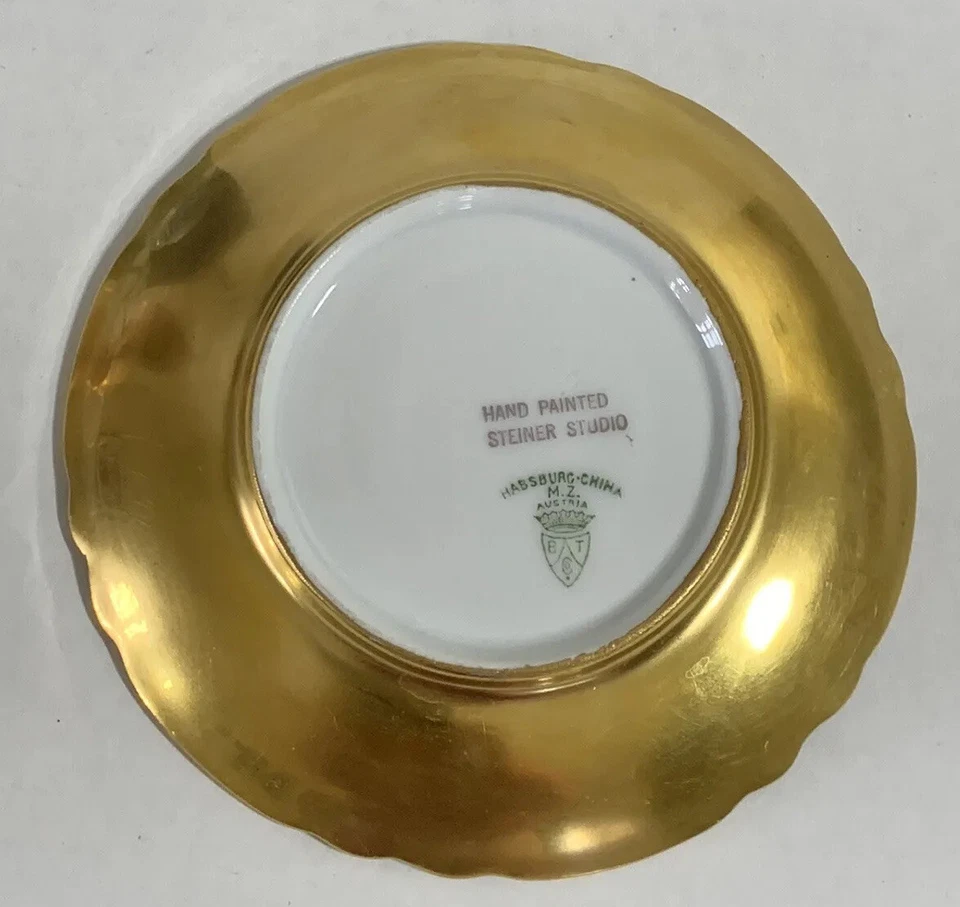 HAND PAINTED
STEINER STUDIO
HABSBURG·CHINA
M.Z.
AUSTRIA
B T
C